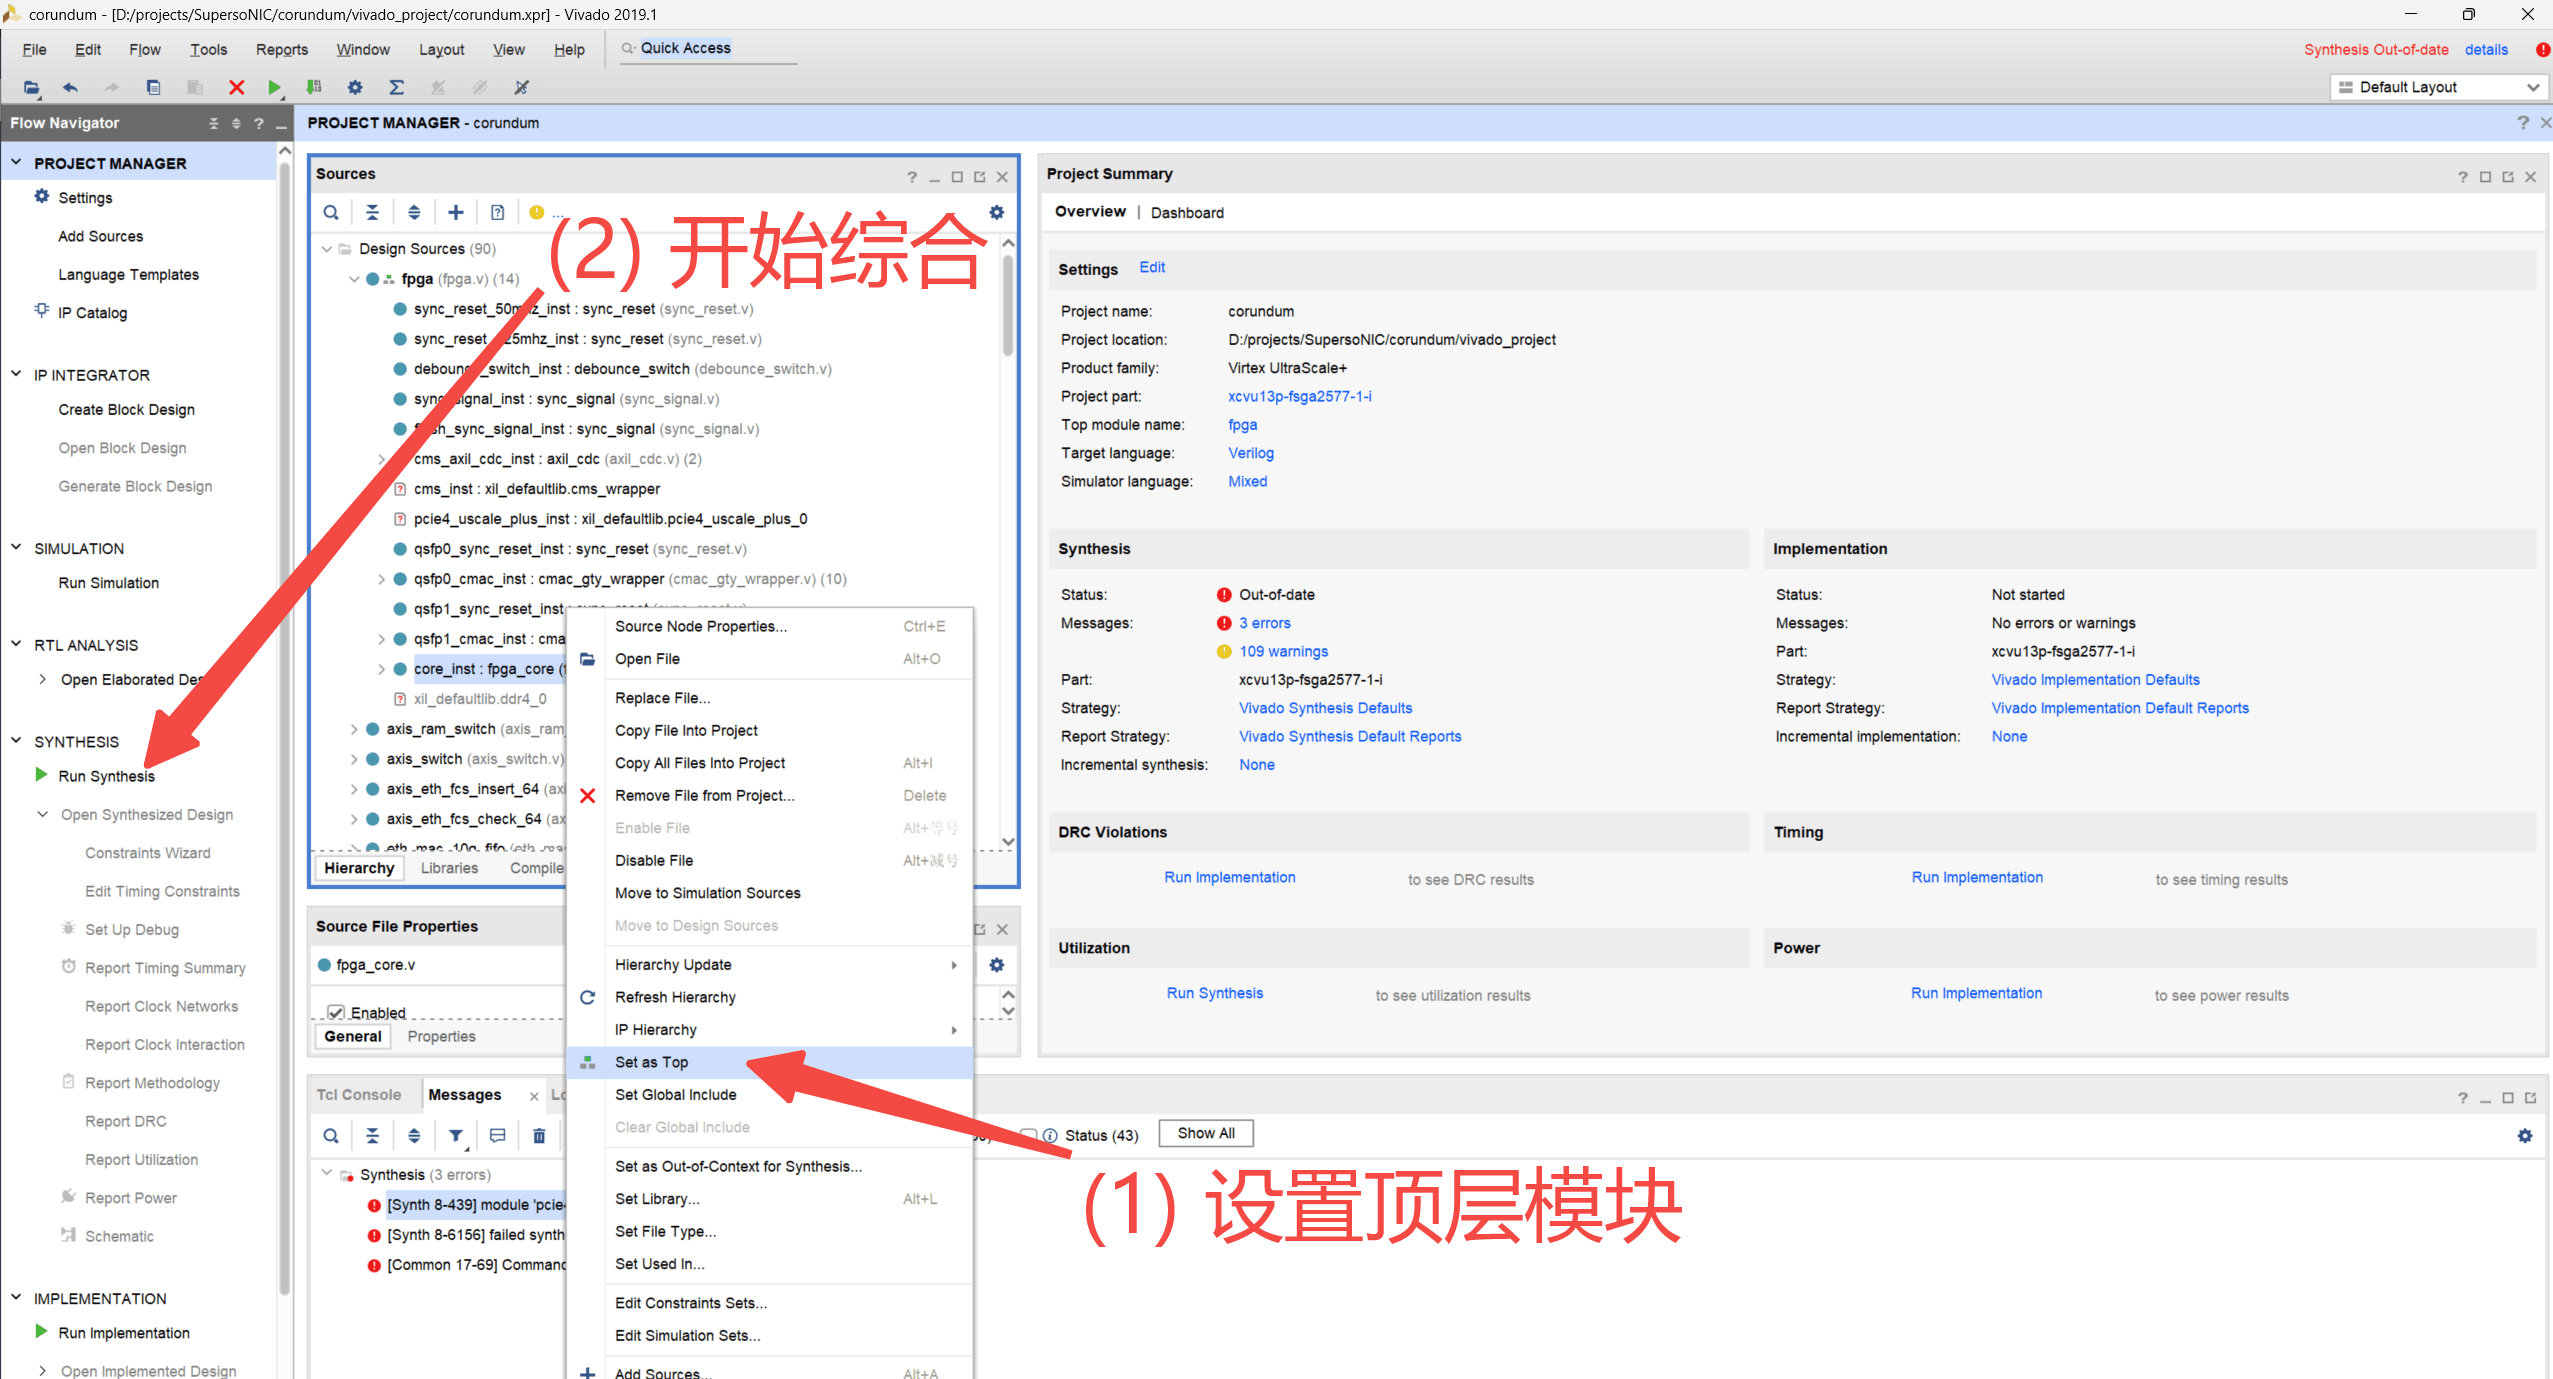 corundum - [D:/projects/SupersoNIC/corundum/vivado_project/corundum.xpr] - Vivado 2019.1
File Edit Flow Tools Reports Window Layout View Help Quick Access
Synthesis Out-of-date details
Default Layout
Flow Navigator
PROJECT MANAGER
Settings
Add Sources
Language Templates
IP Catalog
IP INTEGRATOR
Create Block Design
Open Block Design
Generate Block Design
SIMULATION
Run Simulation
RTL ANALYSIS
Open Elaborated Des
SYNTHESIS
Run Synthesis
Open Synthesized Design
Constraints Wizard
Edit Timing Constraints
Set Up Debug
Report Timing Summary
Report Clock Networks
Report Clock Interaction
Report Methodology
Report DRC
Report Utilization
Report Power
Schematic
IMPLEMENTATION
Run Implementation
Open Implemented Design
PROJECT MANAGER - corundum
Sources
(2) 开始综合
Design Sources (90)
fpga (fpga.v) (14)
sync_reset_50mhz_inst : sync_reset (sync_reset.v)
sync_reset 25mhz_inst : sync_reset (sync_reset.v)
debounce_switch_inst : debounce_switch (debounce_switch.v)
sync_signal_inst : sync_signal (sync_signal.v)
sh_sync_signal_inst : sync_signal (sync_signal.v)
cms_axil_cdc_inst : axil_cdc (axil_cdc.v) (2)
cms_inst : xil_defaultlib.cms_wrapper
pcie4_uscale_plus_inst : xil_defaultlib.pcie4_uscale_plus_0
qsfp0_sync_reset_inst : sync_reset (sync_reset.v)
qsfp0_cmac_inst : cmac_gty_wrapper (cmac_gty_wrapper.v) (10)
qsfp1_sync_reset_inst
qsfp1_cmac_inst : cma
core_inst : fpga_core
xil_defaultlib.ddr4_0
axis_ram_switch (axis_ram_
axis_switch (axis_switch.v)
axis_eth_fcs_insert_64 (axi
axis_eth_fcs_check_64 (ax
Hierarchy Libraries Compile
Source Node Properties... Ctrl+E
Open File Alt+O
Replace File...
Copy File Into Project
Copy All Files Into Project Alt+I
Remove File from Project... Delete
Enable File Alt+等号
Disable File Alt+减号
Move to Simulation Sources
Move to Design Sources
Hierarchy Update
Refresh Hierarchy
IP Hierarchy
Set as Top
Set Global Include
Clear Global Include
Set as Out-of-Context for Synthesis...
Set Library... Alt+L
Set File Type...
Set Used In...
Edit Constraints Sets...
Edit Simulation Sets...
Add Sources... Alt+A
Source File Properties
fpga_core.v
Enabled
General Properties
Tcl Console Messages Lo
Status (43) Show All
Synthesis (3 errors)
[Synth 8-439] module 'pcie4
[Synth 8-6156] failed synth
[Common 17-69] Comman
(1) 设置顶层模块
Project Summary
Overview | Dashboard
Settings Edit
Project name: corundum
Project location: D:/projects/SupersoNIC/corundum/vivado_project
Product family: Virtex UltraScale+
Project part: xcvu13p-fsga2577-1-i
Top module name: fpga
Target language: Verilog
Simulator language: Mixed
Synthesis
Status: Out-of-date
Messages: 3 errors
109 warnings
Part: xcvu13p-fsga2577-1-i
Strategy: Vivado Synthesis Defaults
Report Strategy: Vivado Synthesis Default Reports
Incremental synthesis: None
Implementation
Status: Not started
Messages: No errors or warnings
Part: xcvu13p-fsga2577-1-i
Strategy: Vivado Implementation Defaults
Report Strategy: Vivado Implementation Default Reports
Incremental implementation: None
DRC Violations
Run Implementation to see DRC results
Timing
Run Implementation to see timing results
Utilization
Run Synthesis to see utilization results
Power
Run Implementation to see power results